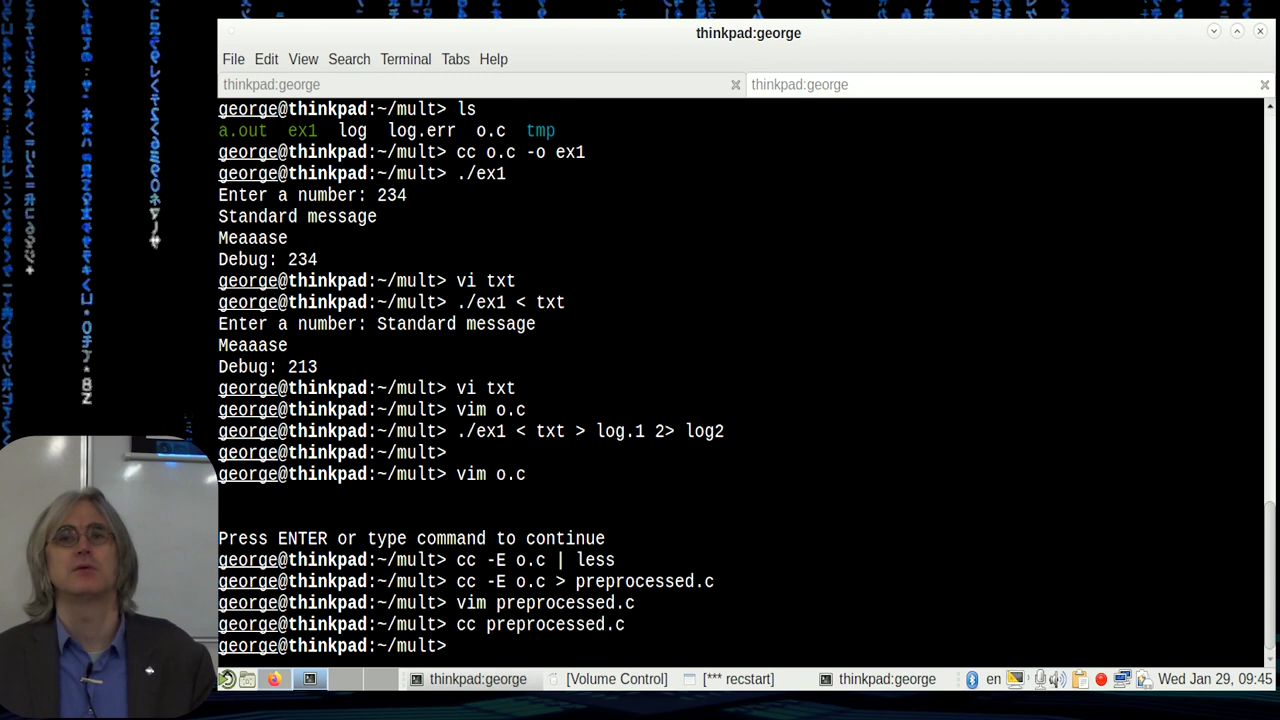 thinkpad:george
File Edit View Search Terminal Tabs Help
thinkpad:george thinkpad:george
george@thinkpad:~/mult> ls
a.out  ex1  log  log.err  o.c  tmp
george@thinkpad:~/mult> cc o.c -o ex1
george@thinkpad:~/mult> ./ex1
Enter a number: 234
Standard message
Meaaase
Debug: 234
george@thinkpad:~/mult> vi txt
george@thinkpad:~/mult> ./ex1 < txt
Enter a number: Standard message
Meaaase
Debug: 213
george@thinkpad:~/mult> vi txt
george@thinkpad:~/mult> vim o.c
george@thinkpad:~/mult> ./ex1 < txt > log.1 2> log2
george@thinkpad:~/mult>
george@thinkpad:~/mult> vim o.c
Press ENTER or type command to continue
george@thinkpad:~/mult> cc -E o.c | less
george@thinkpad:~/mult> cc -E o.c > preprocessed.c
george@thinkpad:~/mult> vim preprocessed.c
george@thinkpad:~/mult> cc preprocessed.c
george@thinkpad:~/mult>
thinkpad:george [Volume Control] [*** recstart) thinkpad:george en Wed Jan 29, 09:45